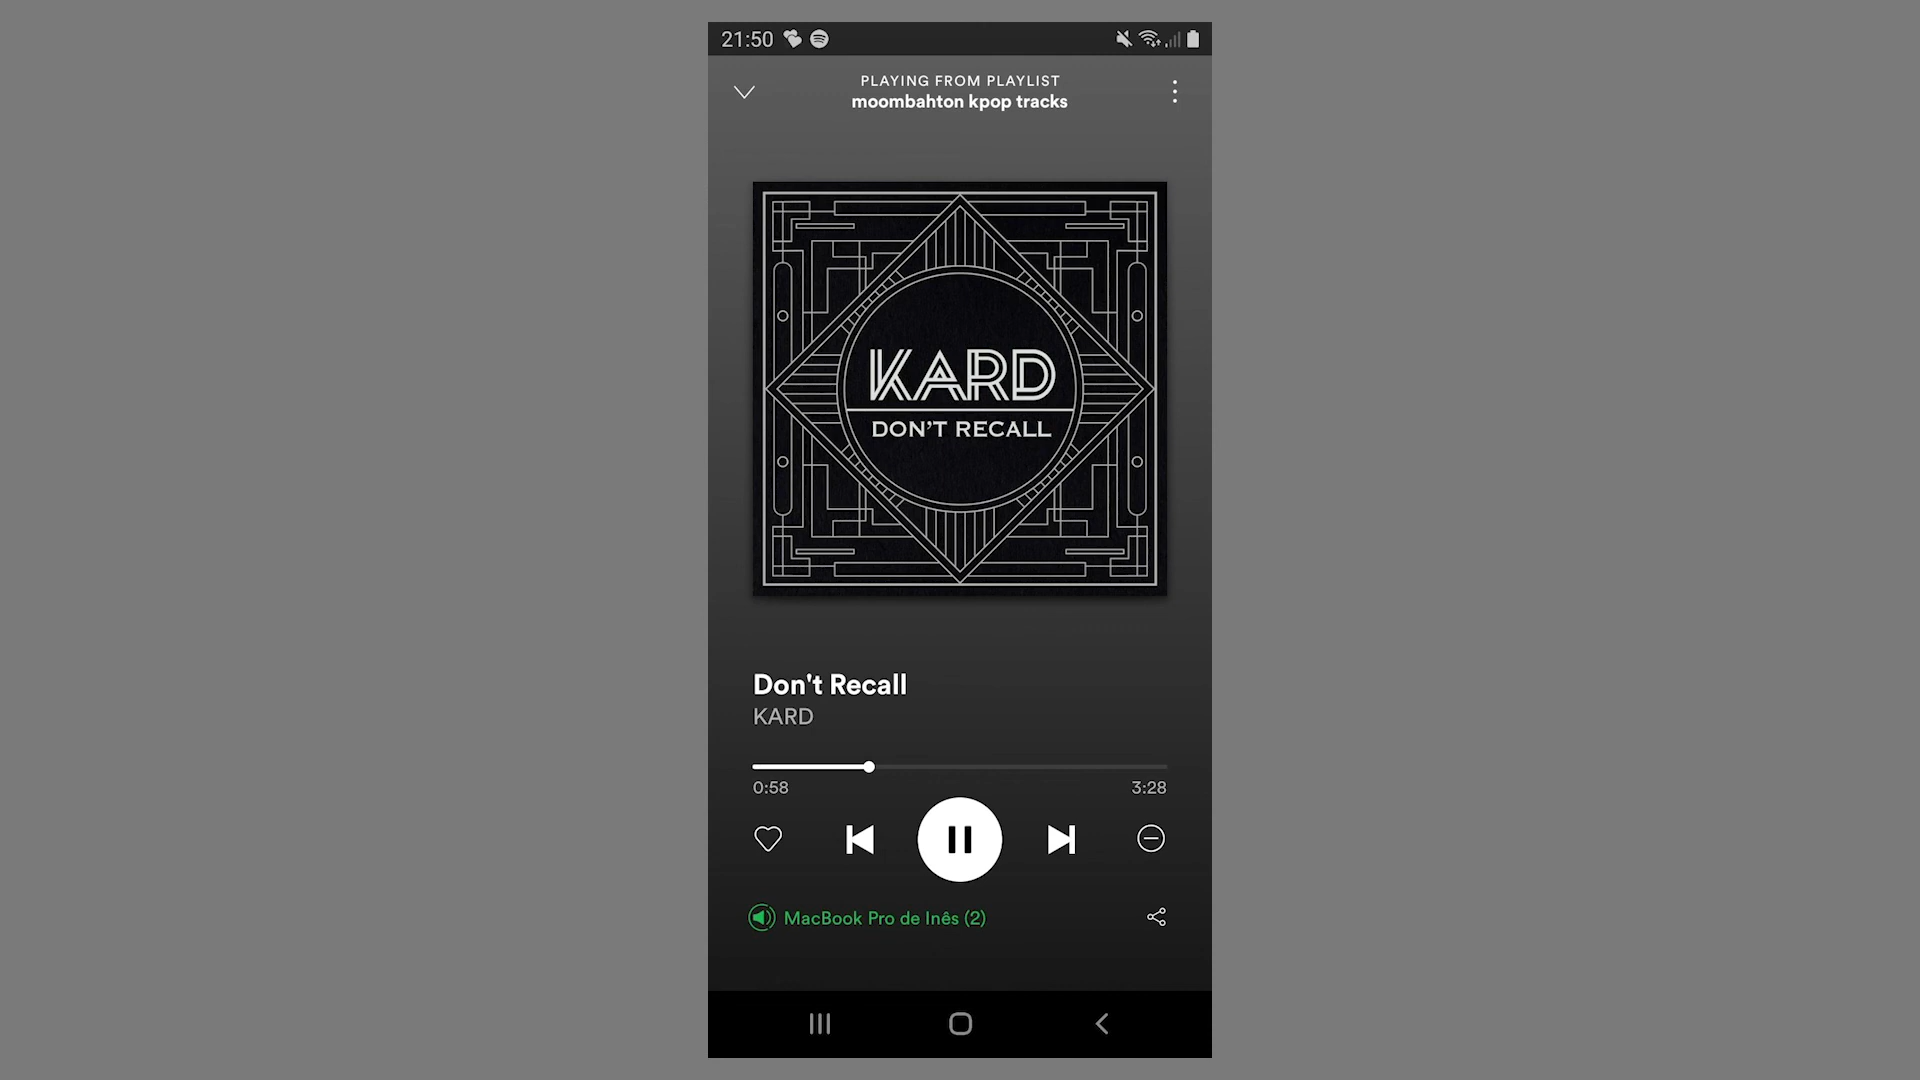 21:50
PLAYING FROM PLAYLIST
moombahton kpop tracks
KARD
DON'T RECALL
Don't Recall
KARD
0:58
3:28
MacBook Pro de Inês (2)